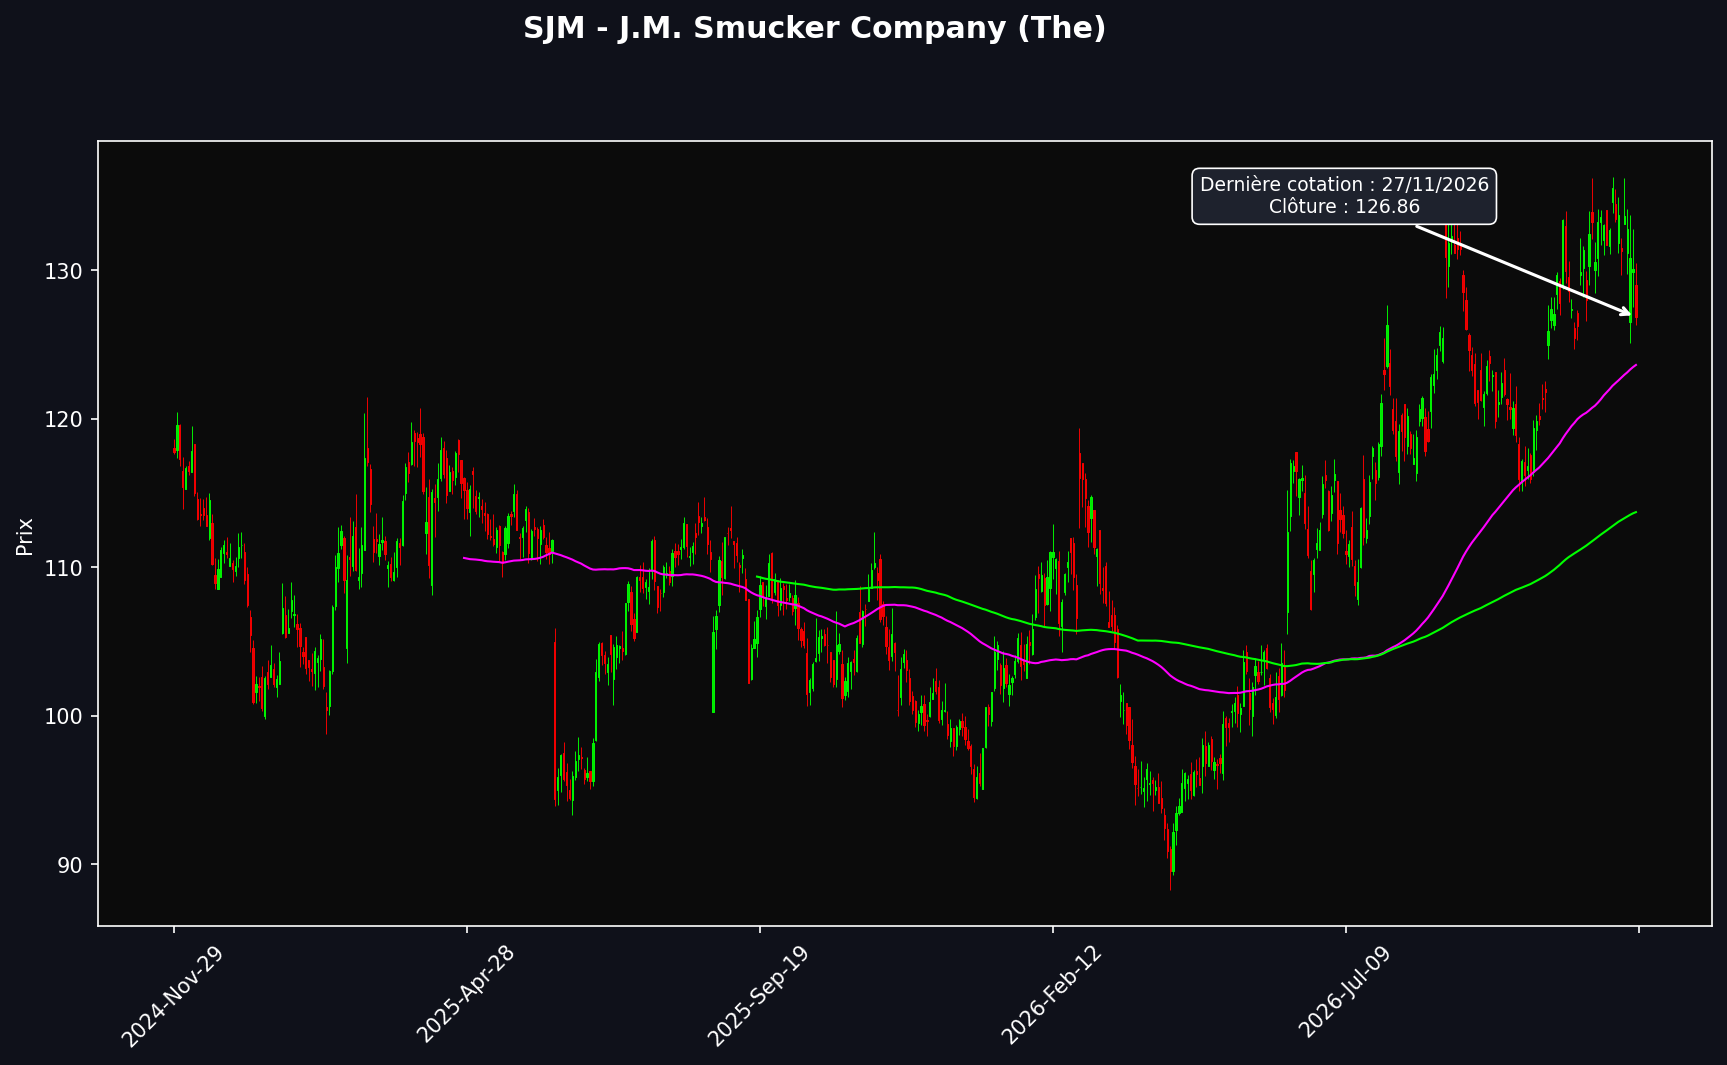 SJM - J.M. Smucker Company (The)
Dernière cotation : 27/11/2026
Clôture : 126.86
Prix
130
120
110
100
90
2024-Nov-29
2025-Apr-28
2025-Sep-19
2026-Feb-12
2026-Jul-09